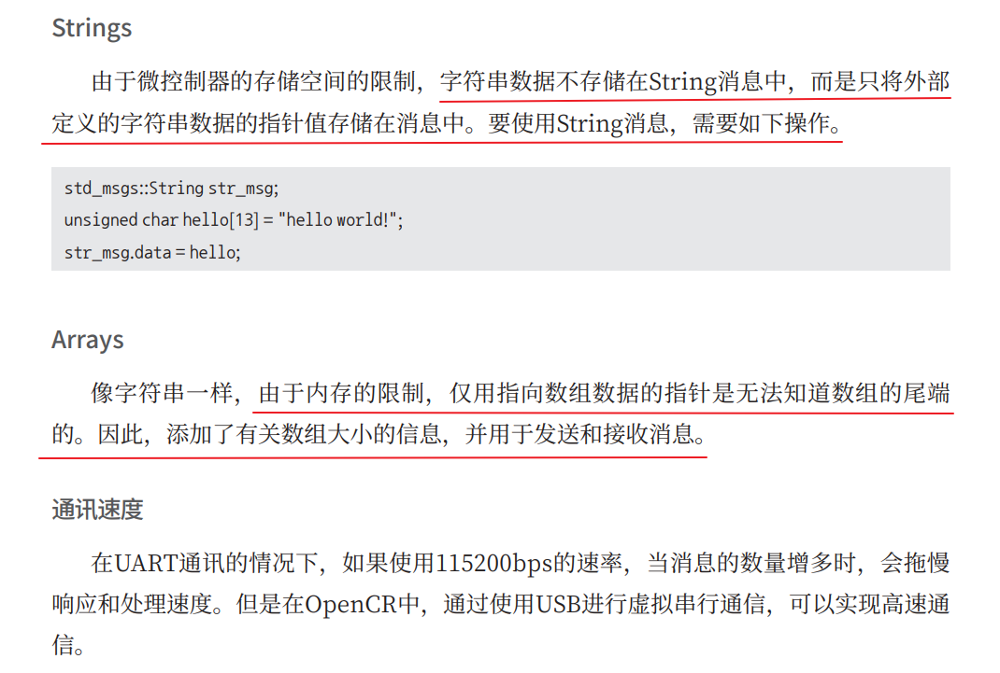 Strings
由于微控制器的存储空间的限制，字符串数据不存储在String消息中，而是只将外部
定义的字符串数据的指针值存储在消息中。要使用String消息，需要如下操作。
std_msgs::String str_msg;
unsigned char hello[13] = "hello world!";
str_msg.data = hello;
Arrays
像字符串一样，由于内存的限制，仅用指向数组数据的指针是无法知道数组的尾端
的。因此，添加了有关数组大小的信息，并用于发送和接收消息。
通讯速度
在UART通讯的情况下，如果使用115200bps的速率，当消息的数量增多时，会拖慢
响应和处理速度。但是在OpenCR中，通过使用USB进行虚拟串行通信，可以实现高速通
信。